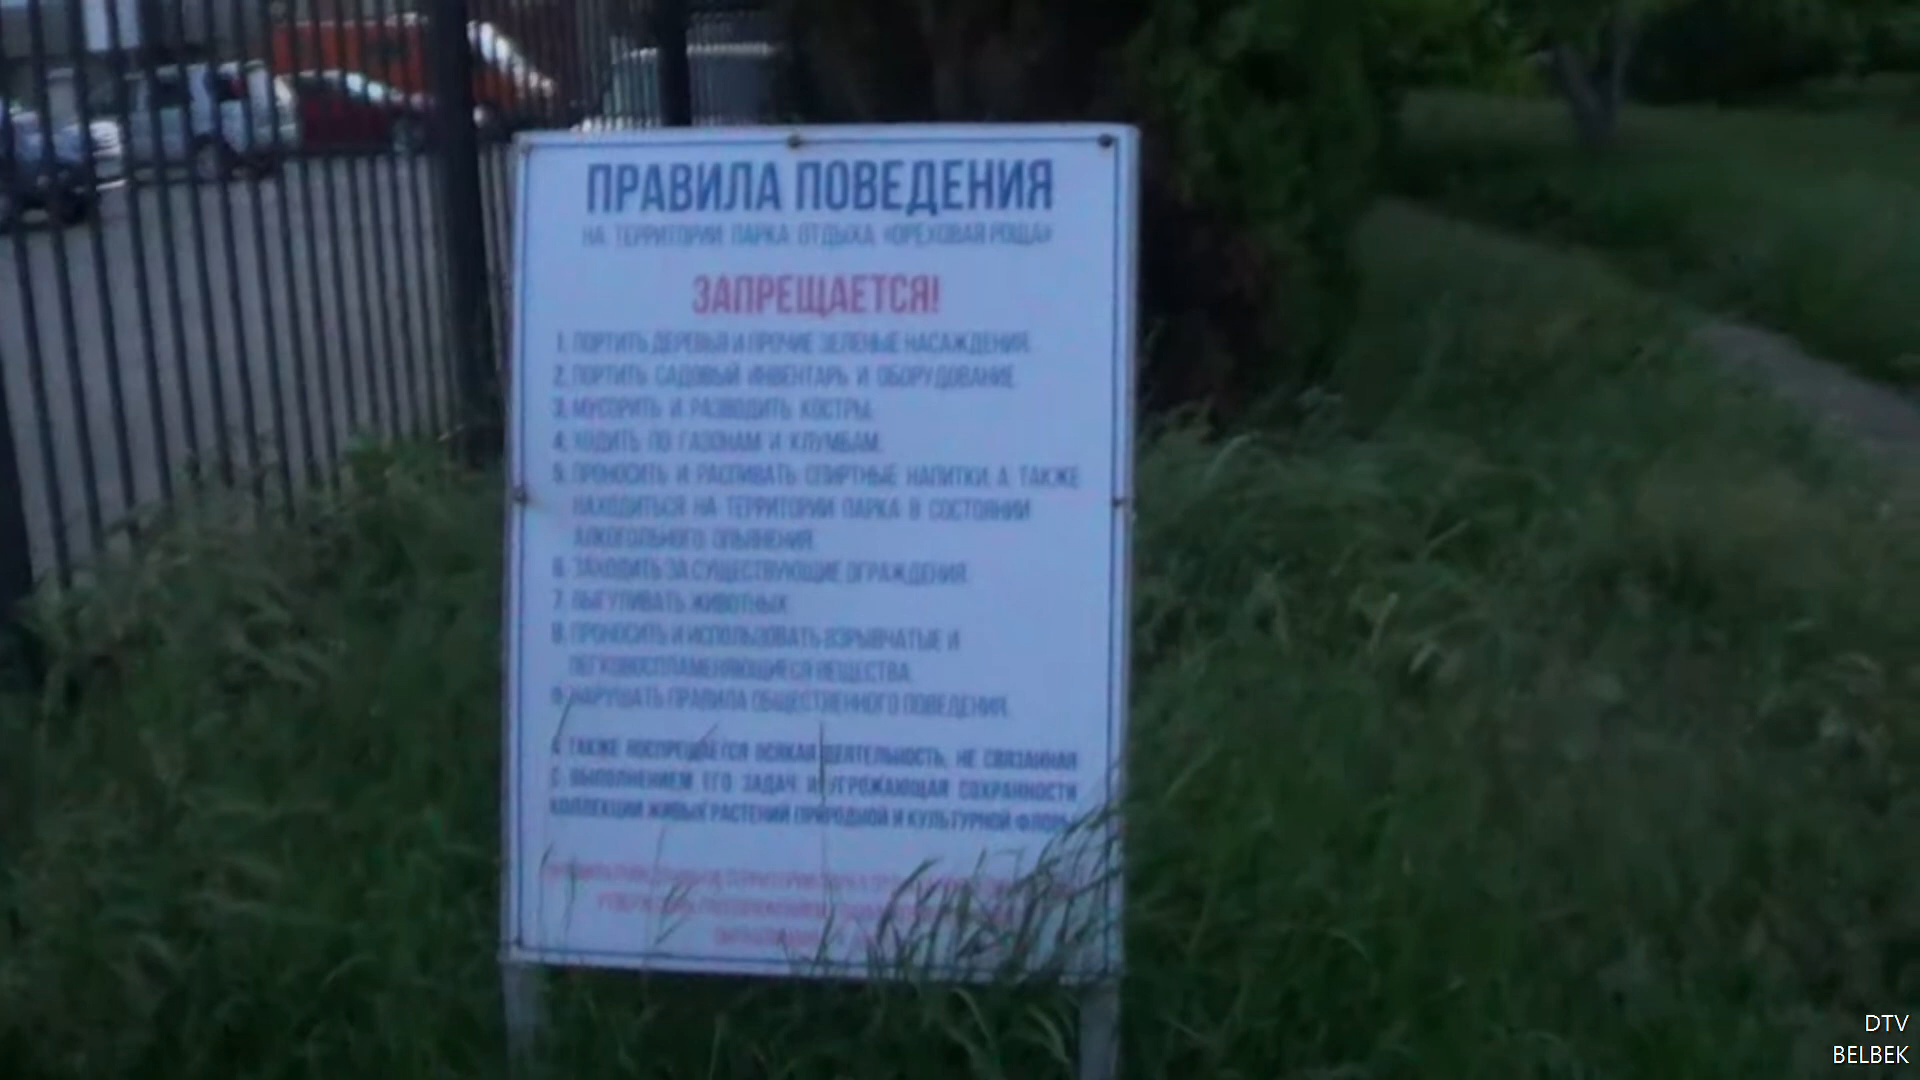 ПРАВИЛА ПОВЕДЕНИЯ
НА ТЕРРИТОРИИ ПАРКА ОТДЫХА «ОРЕХОВАЯ РОЩА»
ЗАПРЕЩАЕТСЯ!
1. ПОРТИТЬ ДЕРЕВЬЯ И ПРОЧИЕ ЗЕЛЕНЫЕ НАСАЖДЕНИЯ.
2. ПОРТИТЬ САДОВЫЙ ИНВЕНТАРЬ И ОБОРУДОВАНИЕ.
3. МУСОРИТЬ И РАЗВОДИТЬ КОСТРЫ.
4. ХОДИТЬ ПО ГАЗОНАМ И КЛУМБАМ.
5. ПРОНОСИТЬ И РАСПИВАТЬ СПИРТНЫЕ НАПИТКИ, А ТАКЖЕ
НАХОДИТЬСЯ НА ТЕРРИТОРИИ ПАРКА В СОСТОЯНИИ
АЛКОГОЛЬНОГО ОПЬЯНЕНИЯ.
6. ЗАХОДИТЬ ЗА СУЩЕСТВУЮЩИЕ ОГРАЖДЕНИЯ.
7. ВЫГУЛИВАТЬ ЖИВОТНЫХ.
8. ПРОНОСИТЬ И ИСПОЛЬЗОВАТЬ ВЗРЫВЧАТЫЕ И
ЛЕГКОВОСПЛАМЕНЯЮЩИЕСЯ ВЕЩЕСТВА.
9. НАРУШАТЬ ПРАВИЛА ОБЩЕСТВЕННОГО ПОВЕДЕНИЯ.
А ТАКЖЕ ВОСПРЕЩАЕТСЯ ВСЯКАЯ ДЕЯТЕЛЬНОСТЬ, НЕ СВЯЗАННАЯ
С ВЫПОЛНЕНИЕМ ЕГО ЗАДАЧ И УГРОЖАЮЩАЯ СОХРАННОСТИ
КОЛЛЕКЦИИ ЖИВЫХ РАСТЕНИЙ ПРИРОДНОЙ И КУЛЬТУРНОЙ ФЛОРЫ
DTV
BELBEK